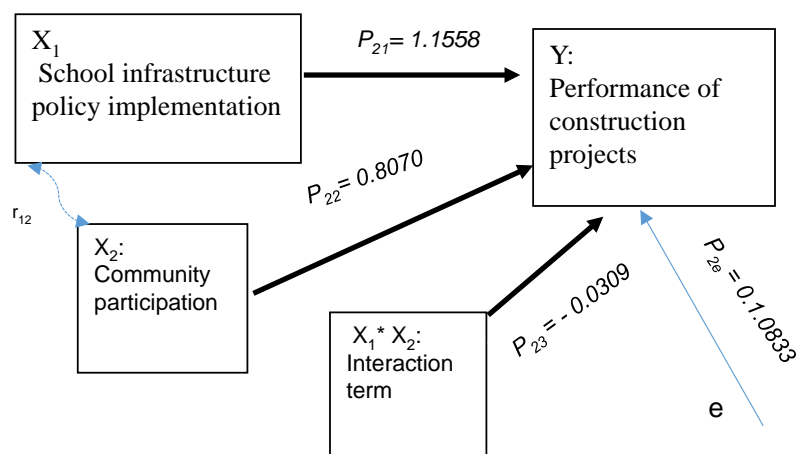 X1
School infrastructure
policy implementation
P21= 1.1558
Y:
Performance of
construction
projects
r12
P22= 0.8070
X2:
Community
participation
X1* X2:
Interaction
term
P23= - 0.0309
P2e = 0.1.0833
e